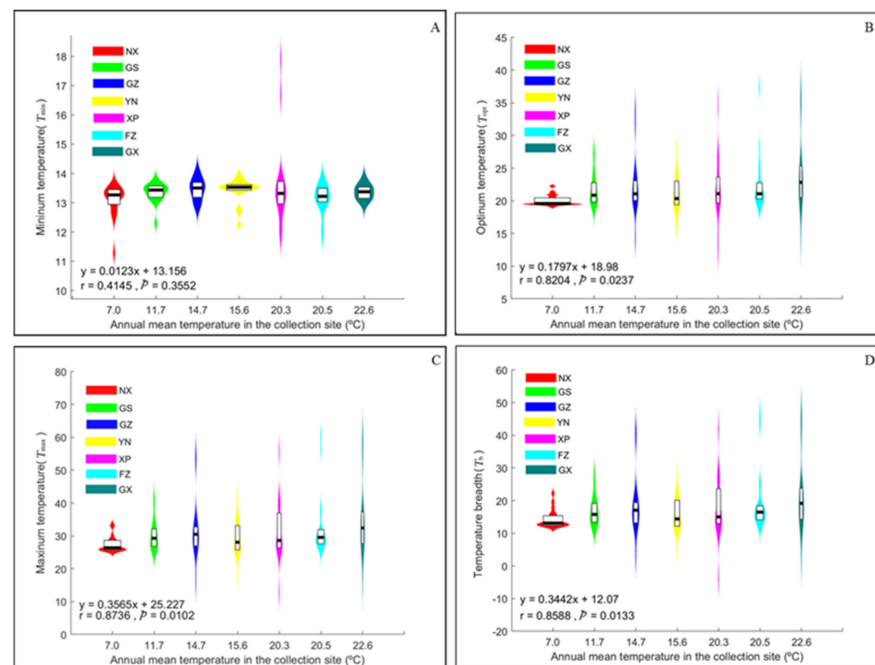 A
NX
GS
GZ
YN
XP
FZ
GX
Mininum temperature(Tmin)
18
17
16
15
14
13
12
11
10
y = 0.0123x + 13.156
r = 0.4145 , P = 0.3552
7.0 11.7 14.7 15.6 20.3 20.5 22.6
Annual mean temperature in the collection site (ºC)
B
NX
GS
GZ
YN
XP
FZ
GX
Optinum temperature(Topt)
45
40
35
30
25
20
15
10
5
y = 0.1797x + 18.98
r = 0.8204 , P = 0.0237
7.0 11.7 14.7 15.6 20.3 20.5 22.6
Annual mean temperature in the collection site (ºC)
C
NX
GS
GZ
YN
XP
FZ
GX
Maxinum temperature(Tmax)
80
70
60
50
40
30
20
10
0
y = 0.3565x + 25.227
r = 0.8736 , P = 0.0102
7.0 11.7 14.7 15.6 20.3 20.5 22.6
Annual mean temperature in the collection site (ºC)
D
NX
GS
GZ
YN
XP
FZ
GX
Temperature breadth(Tb)
60
50
40
30
20
10
0
-10
-20
y = 0.3442x + 12.07
r = 0.8588 , P = 0.0133
7.0 11.7 14.7 15.6 20.3 20.5 22.6
Annual mean temperature in the collection site (ºC)